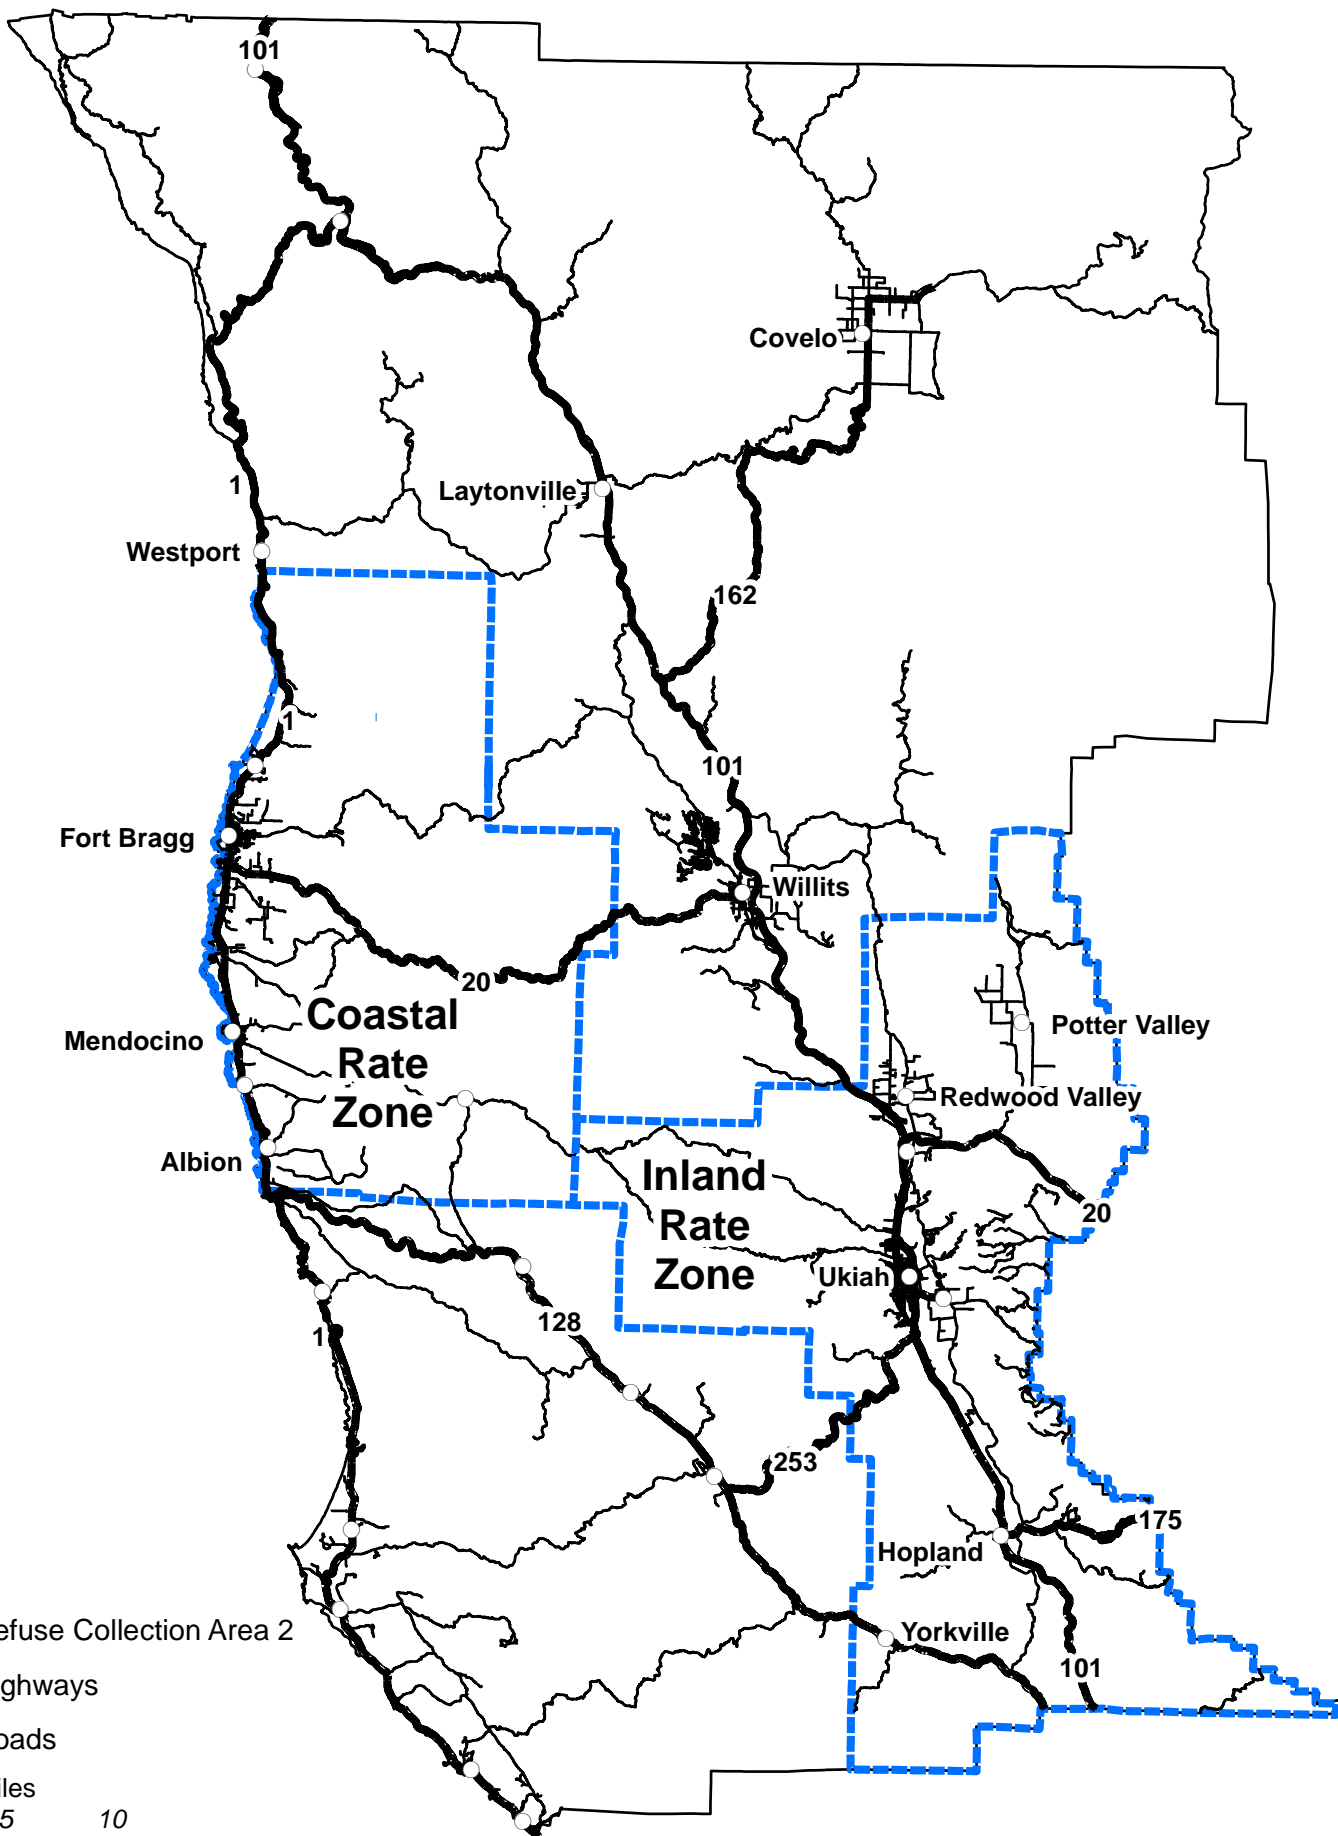 101
Covelo
1
Laytonville
Westport
162
1
101
Fort Bragg
Willits
20
Coastal
Rate
Zone
Mendocino
Potter Valley
Redwood Valley
Albion
Inland
Rate
Zone
20
Ukiah
128
1
253
175
Hopland
efuse Collection Area 2
Yorkville
101
ghways
oads
iles
5 10